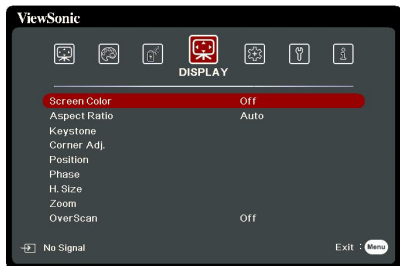 ViewSonic
DISPLAY
Screen Color Off
Aspect Ratio Auto
Keystone
Corner Adj.
Position
Phase
H. Size
Zoom
OverScan Off
No Signal Exit : Menu